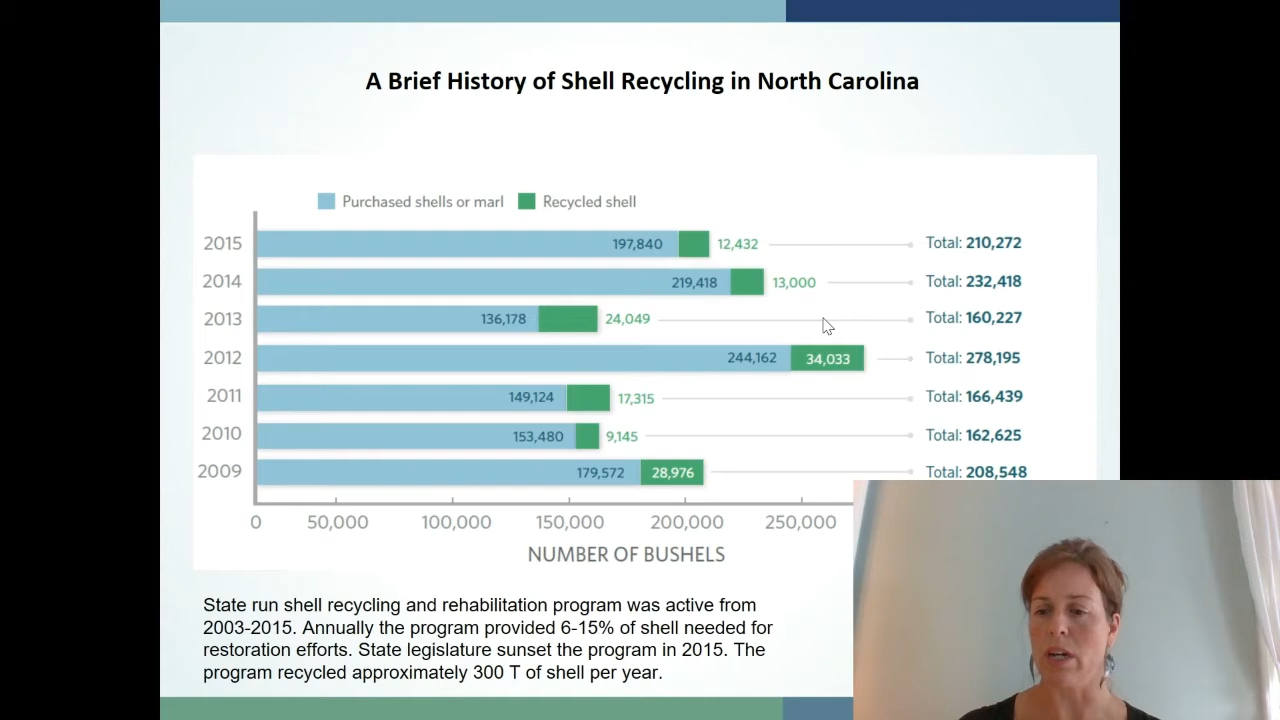 A Brief History of Shell Recycling in North Carolina
Purchased shells or marl Recycled shell
2015 197,840 12,432 Total: 210,272
2014 219,418 13,000 Total: 232,418
2013 136,178 24,049 Total: 160,227
2012 244,162 34,033 Total: 278,195
2011 149,124 17,315 Total: 166,439
2010 153,480 9,145 Total: 162,625
2009 179,572 28,976 Total: 208,548
0 50,000 100,000 150,000 200,000 250,000
NUMBER OF BUSHELS
State run shell recycling and rehabilitation program was active from
2003-2015. Annually the program provided 6-15% of shell needed for
restoration efforts. State legislature sunset the program in 2015. The
program recycled approximately 300 T of shell per year.